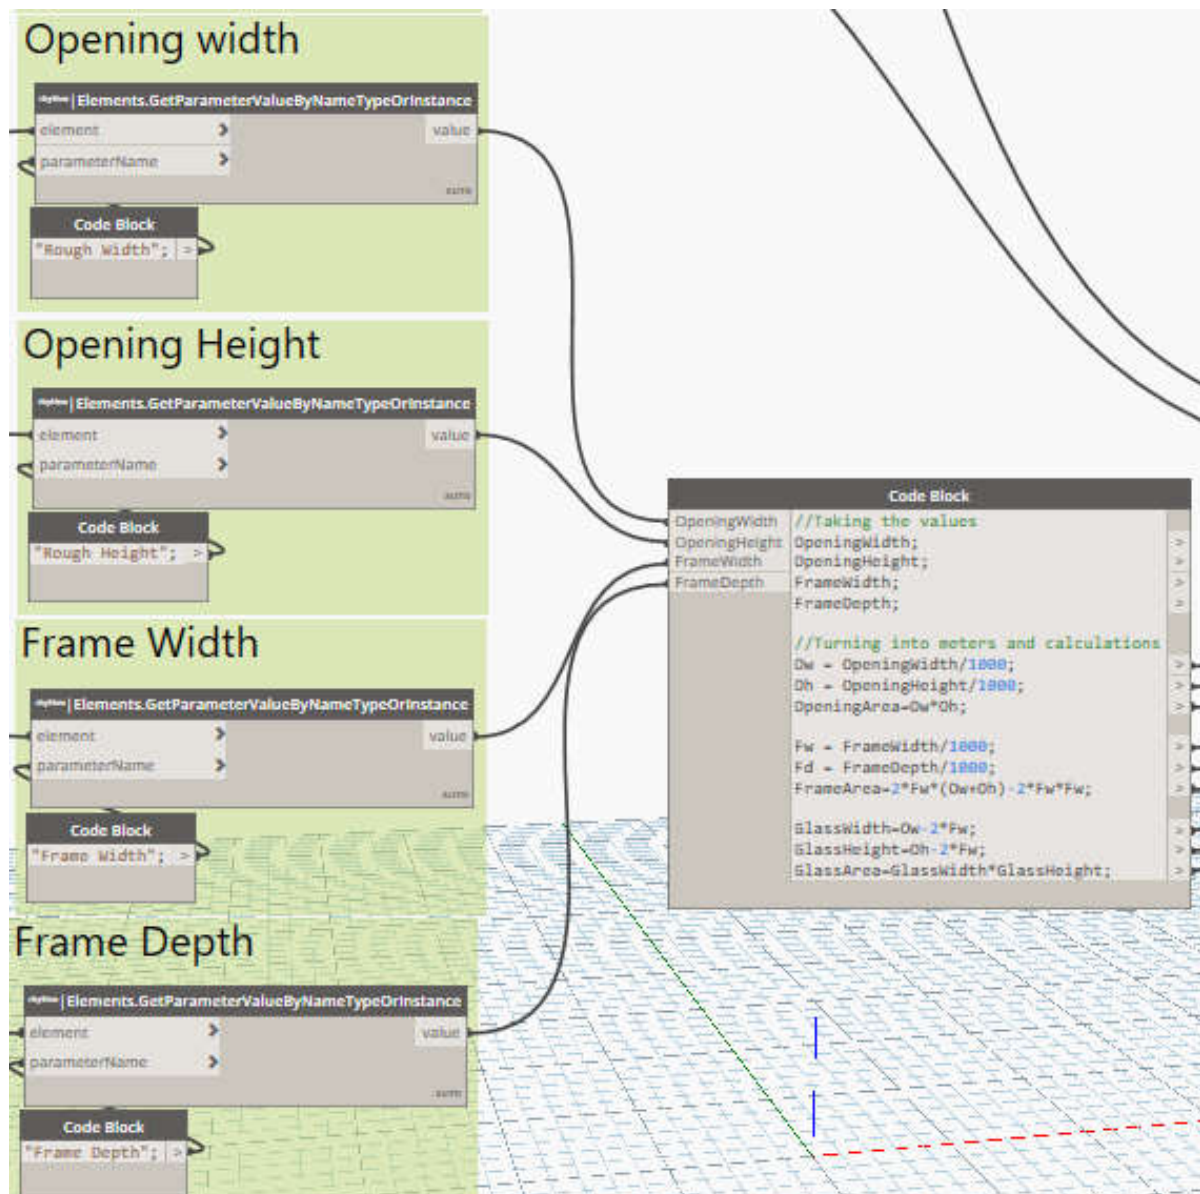 Opening width
|Elements.GetParameterValueByNameTypeOrInstance
element > value
parameterName >
auto
Code Block
"Rough Width"; >
Opening Height
|Elements.GetParameterValueByNameTypeOrInstance
element > value
parameterName >
auto
Code Block
"Rough Height"; >
Frame Width
|Elements.GetParameterValueByNameTypeOrInstance
element > value
parameterName >
auto
Code Block
"Frame Width"; >
Frame Depth
|Elements.GetParameterValueByNameTypeOrInstance
element > value
parameterName >
auto
Code Block
"Frame Depth"; >
Code Block
OpeningWidth
OpeningHeight
FrameWidth
FrameDepth
//Taking the values
OpeningWidth; >
OpeningHeight; >
FrameWidth; >
FrameDepth; >
//Turning into meters and calculations
Ow = OpeningWidth/1000; >
Oh = OpeningHeight/1000; >
OpeningArea=Ow*Oh; >
Fw = FrameWidth/1000; >
Fd = FrameDepth/1000; >
FrameArea=2*Fw*(Ow+Oh)-2*Fw*Fw; >
GlassWidth=Ow-2*Fw; >
GlassHeight=Oh-2*Fw; >
GlassArea=GlassWidth*GlassHeight; >